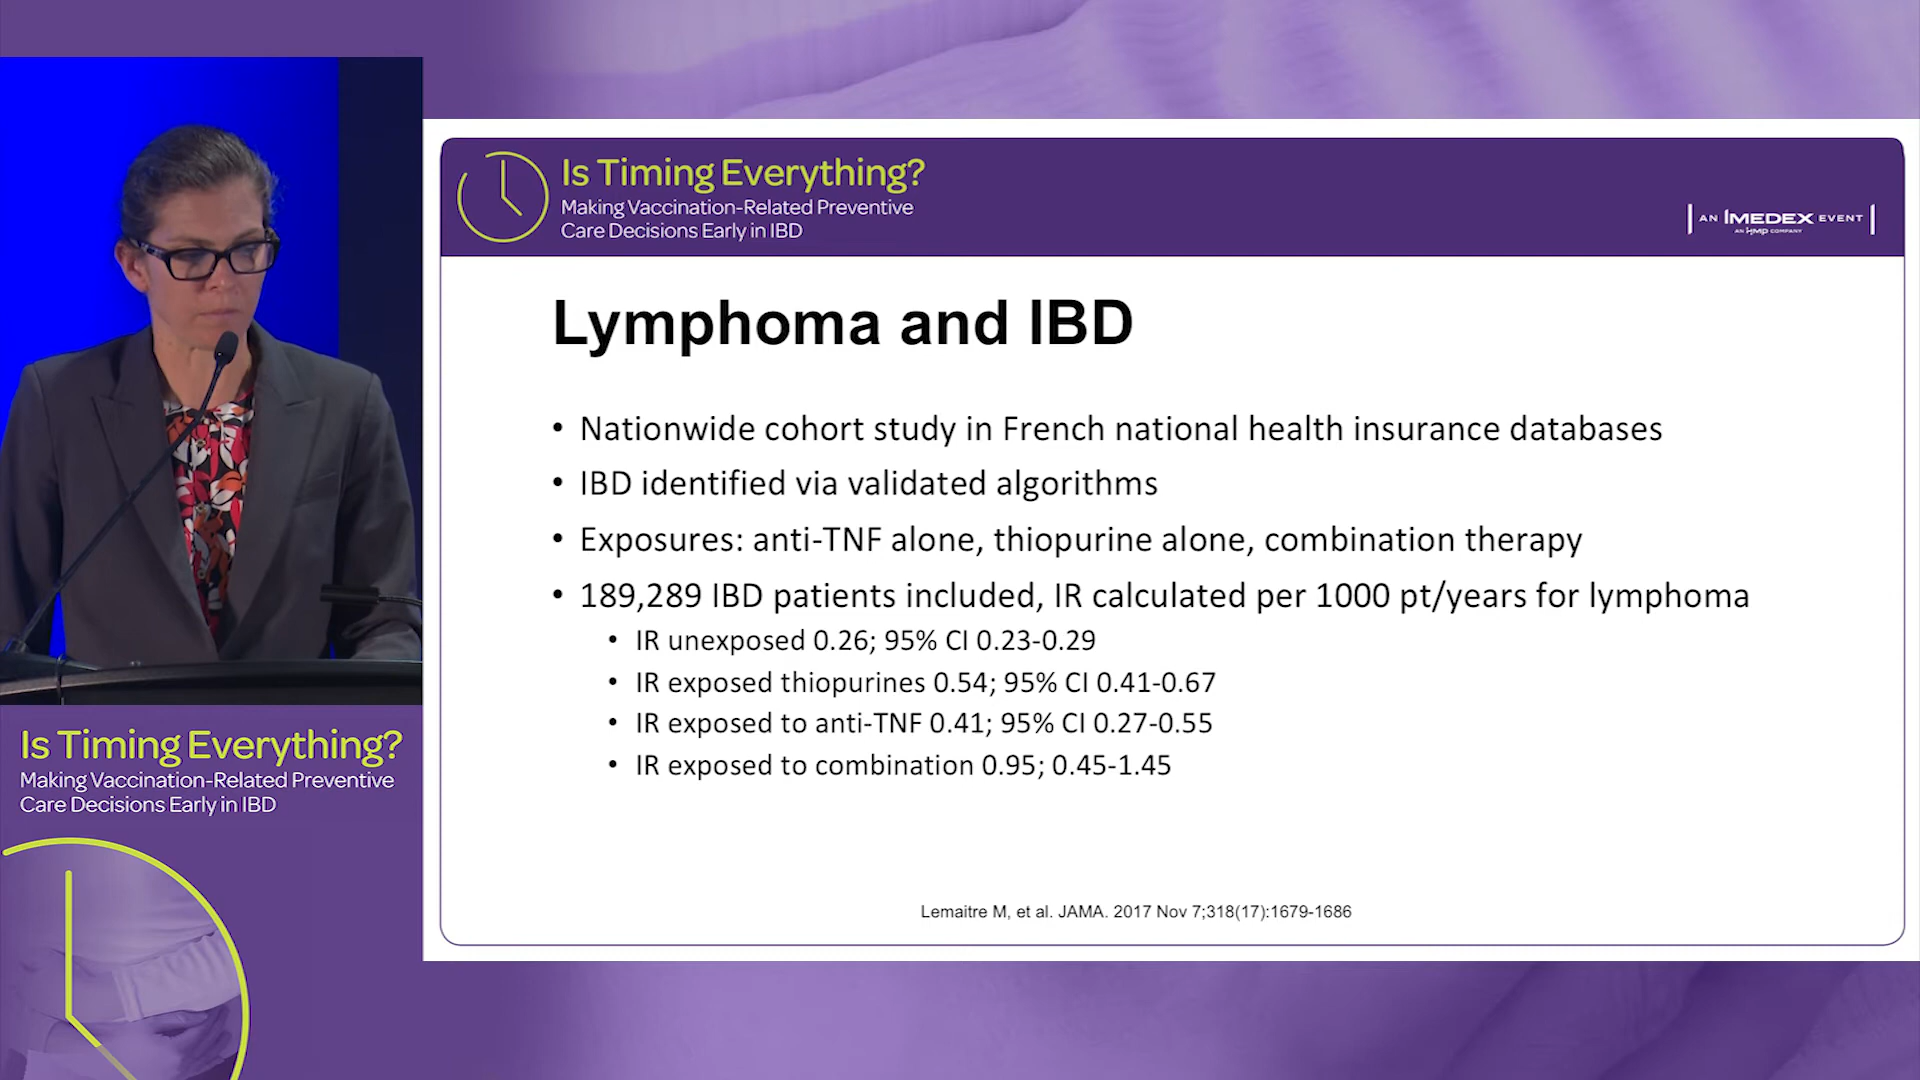 Is Timing Everything?
Making Vaccination-Related Preventive
Care Decisions Early in IBD
AN IMEDEX EVENT
AN hmp COMPANY
Lymphoma and IBD
• Nationwide cohort study in French national health insurance databases
• IBD identified via validated algorithms
• Exposures: anti-TNF alone, thiopurine alone, combination therapy
• 189,289 IBD patients included, IR calculated per 1000 pt/years for lymphoma
• IR unexposed 0.26; 95% CI 0.23-0.29
• IR exposed thiopurines 0.54; 95% CI 0.41-0.67
• IR exposed to anti-TNF 0.41; 95% CI 0.27-0.55
• IR exposed to combination 0.95; 0.45-1.45
Lemaitre M, et al. JAMA. 2017 Nov 7;318(17):1679-1686
Is Timing Everything?
Making Vaccination-Related Preventive
Care Decisions Early in IBD